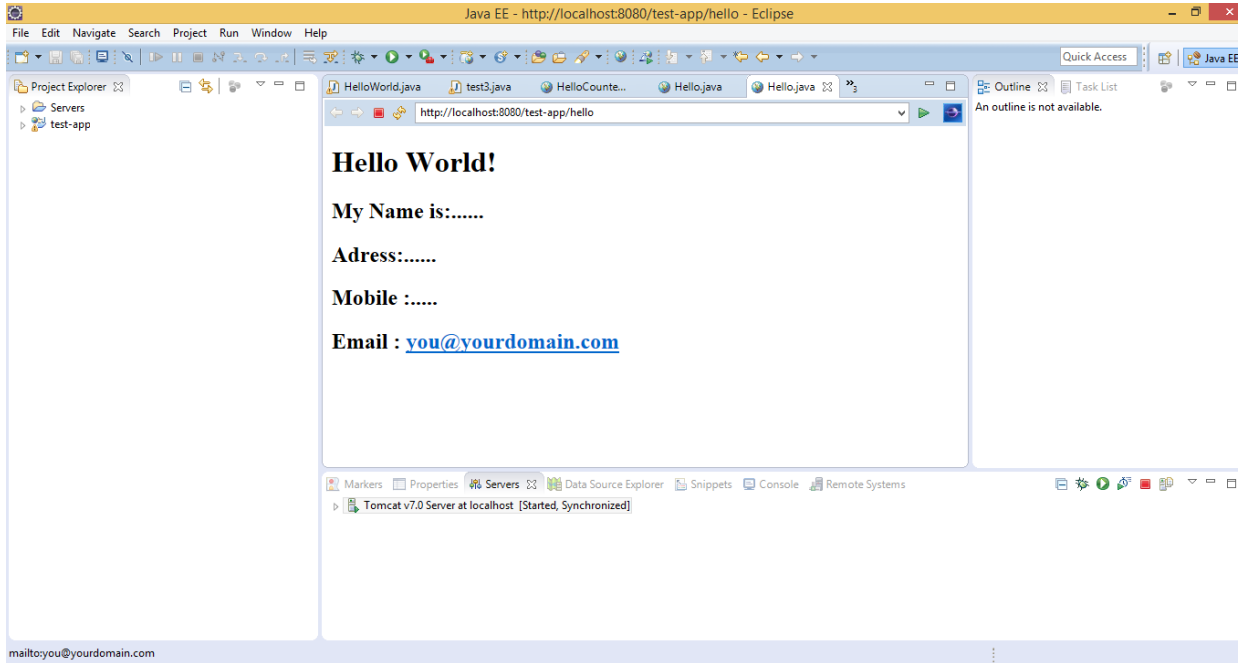 Java EE - http://localhost:8080/test-app/hello - Eclipse
File Edit Navigate Search Project Run Window Help
Quick Access
Java EE
Project Explorer
Servers
test-app
HelloWorld.java test3.java HelloCounte... Hello.java Hello.java »3
http://localhost:8080/test-app/hello
Hello World!
My Name is:......
Adress:......
Mobile :.....
Email : you@yourdomain.com
Outline Task List
An outline is not available.
Markers Properties Servers Data Source Explorer Snippets Console Remote Systems
Tomcat v7.0 Server at localhost [Started, Synchronized]
mailto:you@yourdomain.com